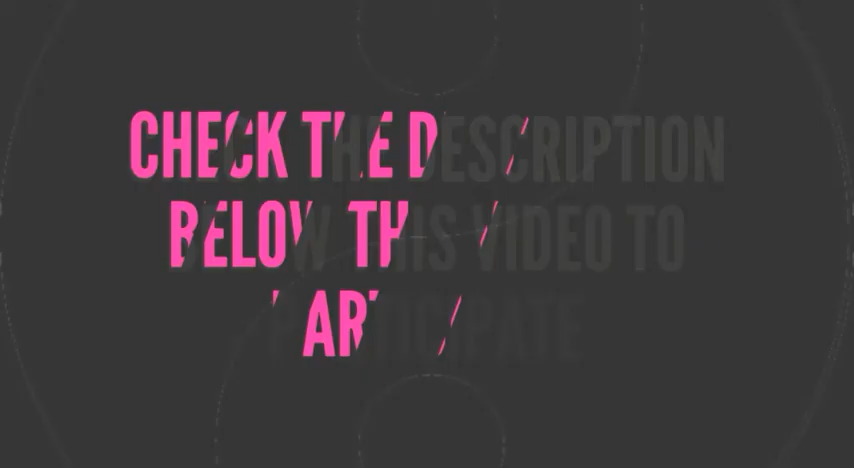 CHECK THE DESCRIPTION
BELOW THIS VIDEO TO
PARTICIPATE